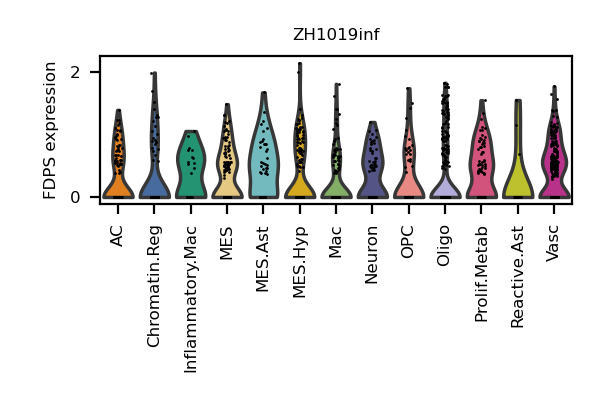 ZH1019inf
FDPS expression
2
0
AC
Chromatin.Reg
Inflammatory.Mac
MES
MES.Ast
MES.Hyp
Mac
Neuron
OPC
Oligo
Prolif.Metab
Reactive.Ast
Vasc